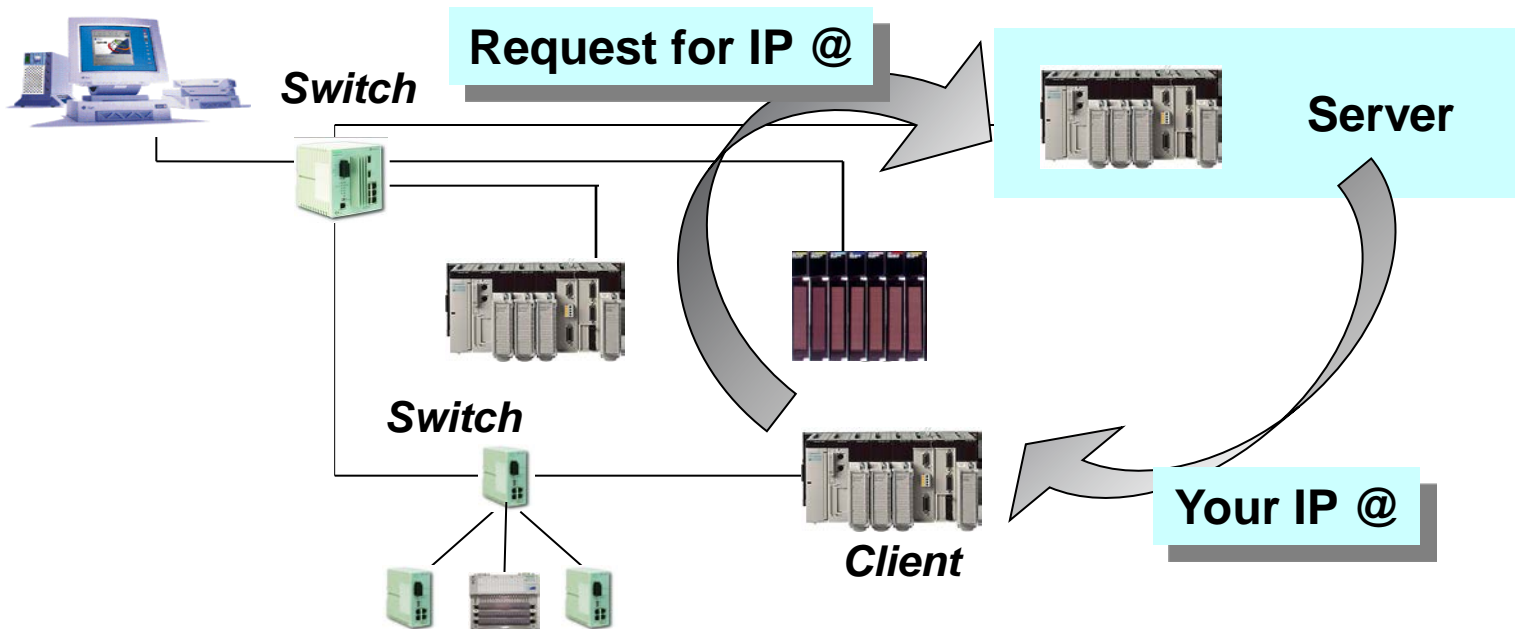 Request for IP @
Switch
Server
Switch
Your IP @
Client